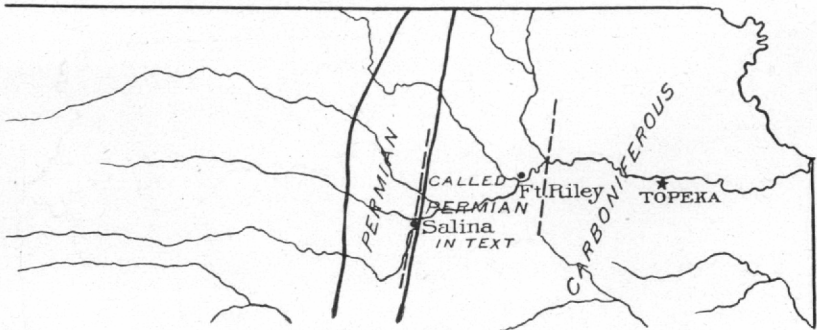 PERMIAN
CALLED
PERMIAN
IN TEXT
Salina
Ft. Riley
CARBONIFEROUS
TOPEKA